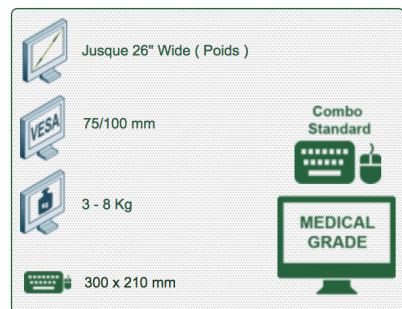 Jusque 26" Wide ( Poids )
VESA
75/100 mm
Combo
Standard
3 - 8 Kg
MEDICAL
GRADE
300 x 210 mm